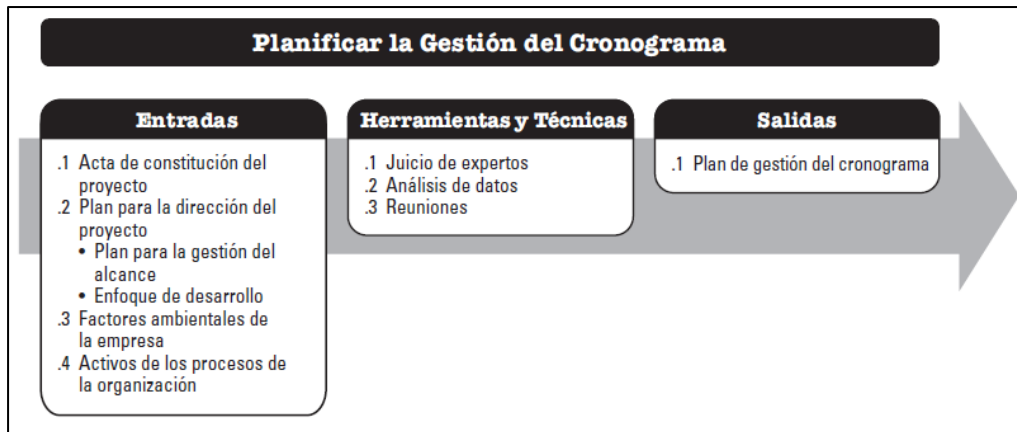 Planificar la Gestión del Cronograma
Entradas
.1 Acta de constitución del
proyecto
.2 Plan para la dirección del
proyecto
• Plan para la gestión del
alcance
• Enfoque de desarrollo
.3 Factores ambientales de
la empresa
.4 Activos de los procesos de
la organización
Herramientas y Técnicas
.1 Juicio de expertos
.2 Análisis de datos
.3 Reuniones
Salidas
.1 Plan de gestión del cronograma